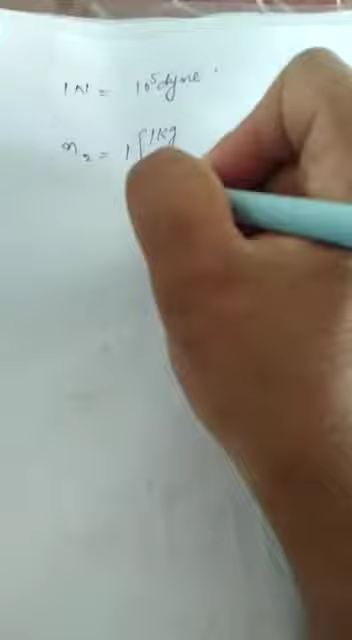 1N = 10⁵ dyne
n₂ = 1 [1Kg